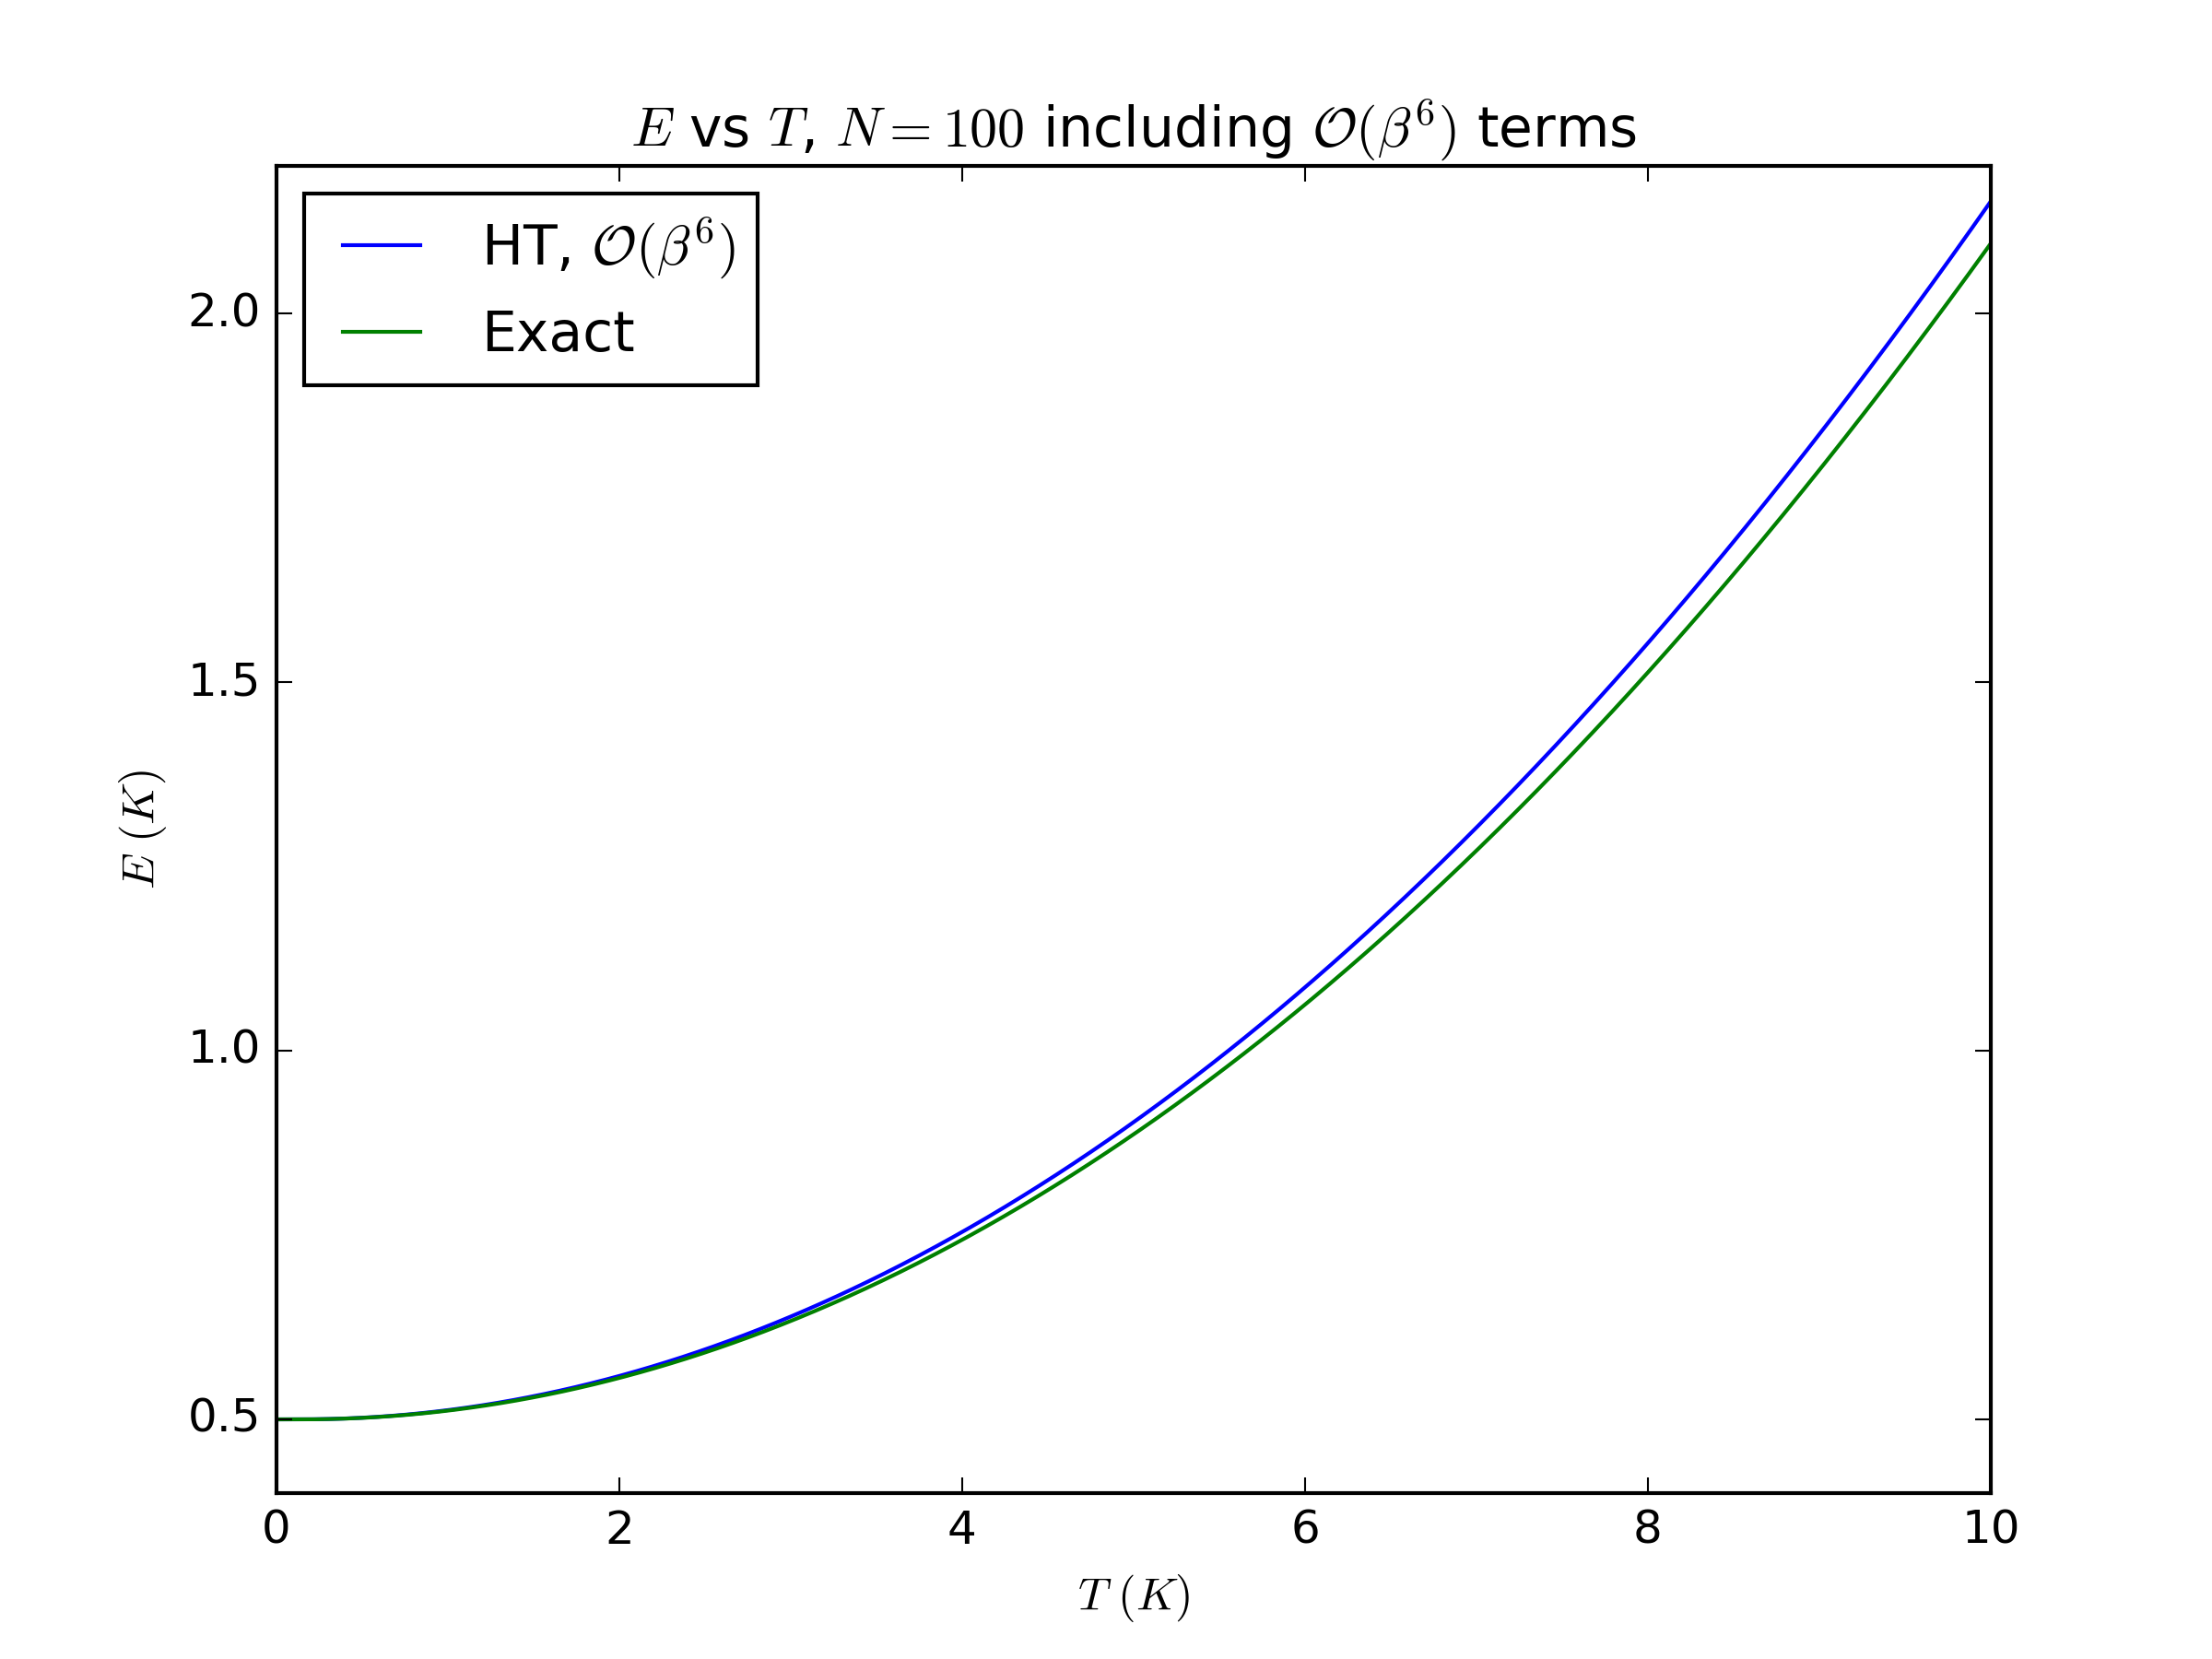 E vs T, N = 100 including 𝒪(β⁶) terms
HT, 𝒪(β⁶)
Exact
2.0
1.5
1.0
0.5
E (K)
0 2 4 6 8 10
T (K)